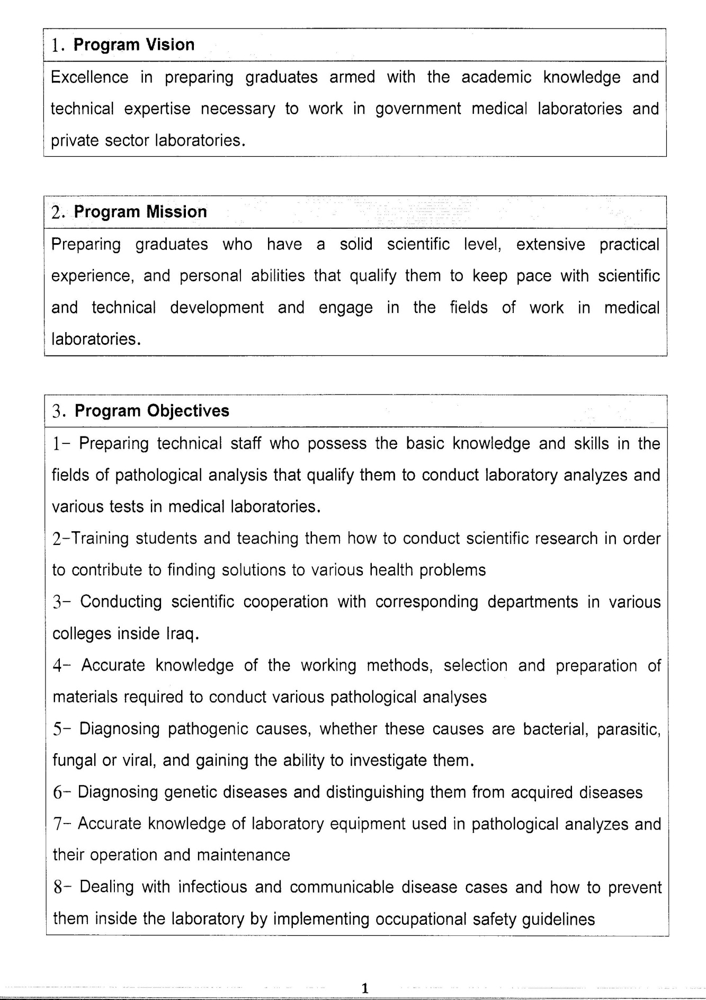 1. Program Vision
Excellence in preparing graduates armed with the academic knowledge and
technical expertise necessary to work in government medical laboratories and
private sector laboratories.
2. Program Mission
Preparing graduates who have a solid scientific level, extensive practical
experience, and personal abilities that qualify them to keep pace with scientific
and technical development and engage in the fields of work in medical
laboratories.
3. Program Objectives
1- Preparing technical staff who possess the basic knowledge and skills in the
fields of pathological analysis that qualify them to conduct laboratory analyzes and
various tests in medical laboratories.
2-Training students and teaching them how to conduct scientific research in order
to contribute to finding solutions to various health problems
3- Conducting scientific cooperation with corresponding departments in various
colleges inside Iraq.
4- Accurate knowledge of the working methods, selection and preparation of
materials required to conduct various pathological analyses
5- Diagnosing pathogenic causes, whether these causes are bacterial, parasitic,
fungal or viral, and gaining the ability to investigate them.
6- Diagnosing genetic diseases and distinguishing them from acquired diseases
7- Accurate knowledge of laboratory equipment used in pathological analyzes and
their operation and maintenance
8- Dealing with infectious and communicable disease cases and how to prevent
them inside the laboratory by implementing occupational safety guidelines
1